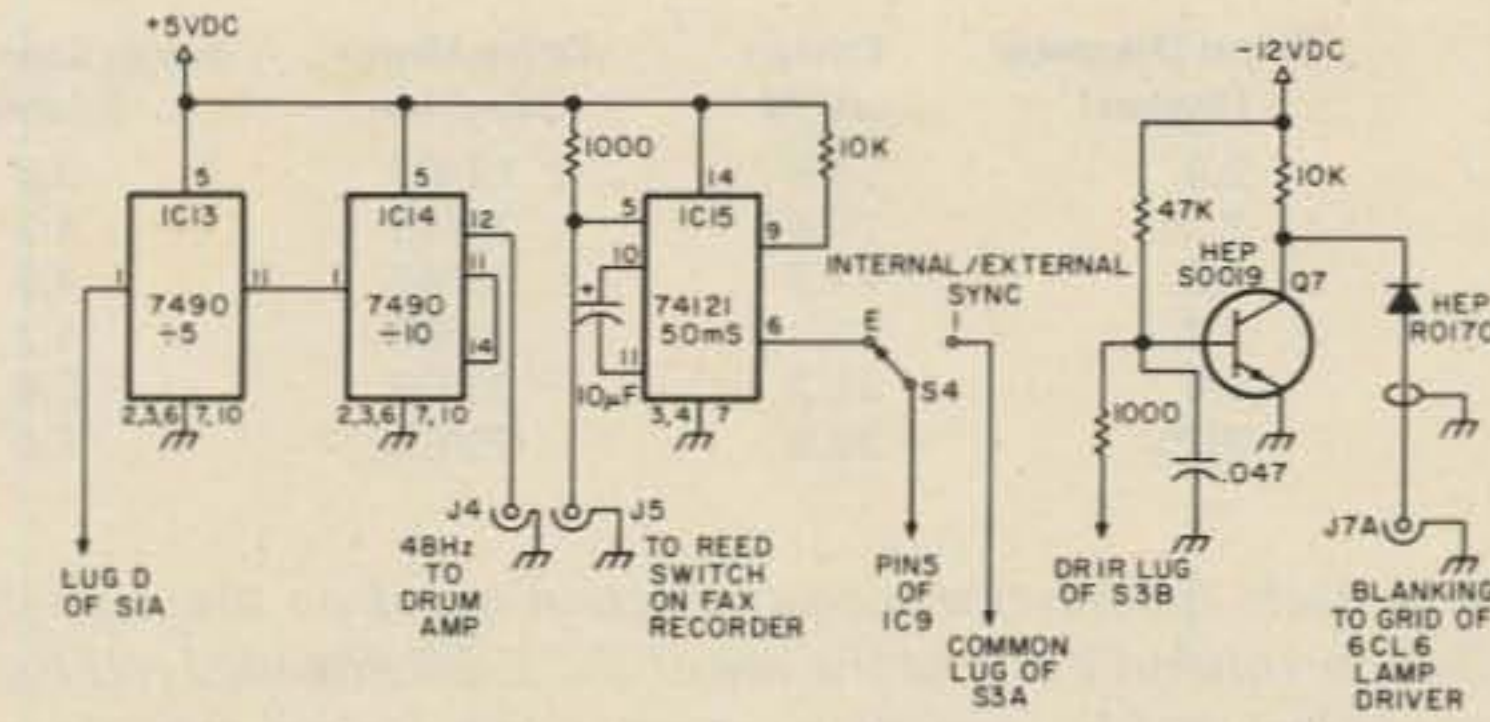 +5VDC
-12VDC
1000
10K
10K
5
5
14
47K
IC13
IC14
12
5
IC15
9
HEP
S0019
Q7
1
7490
÷5
11
1
7490
÷10
11
14
10
+
74121
50mS
6
11
10µF
INTERNAL/EXTERNAL
SYNC
E
I
S4
HEP
R0170
2,3,6
7,10
2,3,6
7,10
3,4
7
1000
.047
J4
J5
J7A
LUG D
OF S1A
48Hz
TO
DRUM
AMP
TO REED
SWITCH
ON FAX
RECORDER
PIN5
OF
IC9
COMMON
LUG OF
S3A
DRIR LUG
OF S3B
BLANKING
TO GRID OF
6CL6
LAMP
DRIVER